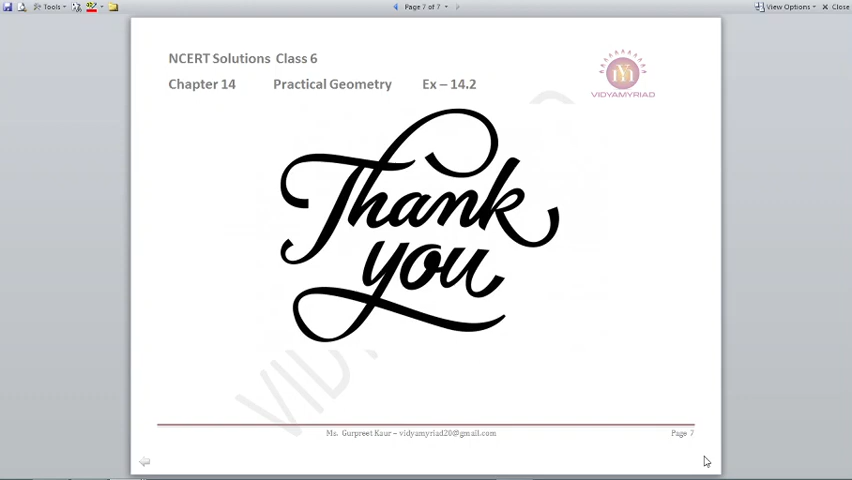 Tools
Page 7 of 7
View Options
Close
NCERT Solutions Class 6
Chapter 14 Practical Geometry Ex – 14.2
VIDYAMYRIAD
Thank
you
VID
Ms. Gurpreet Kaur – vidyamyriad20@gmail.com
Page 7